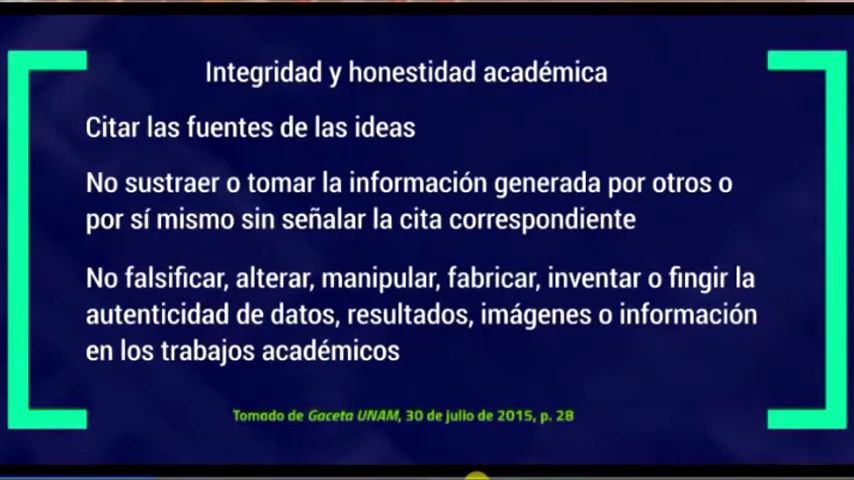 Integridad y honestidad académica
Citar las fuentes de las ideas
No sustraer o tomar la información generada por otros o
por sí mismo sin señalar la cita correspondiente
No falsificar, alterar, manipular, fabricar, inventar o fingir la
autenticidad de datos, resultados, imágenes o información
en los trabajos académicos
Tomado de Gaceta UNAM, 30 de julio de 2015, p. 28